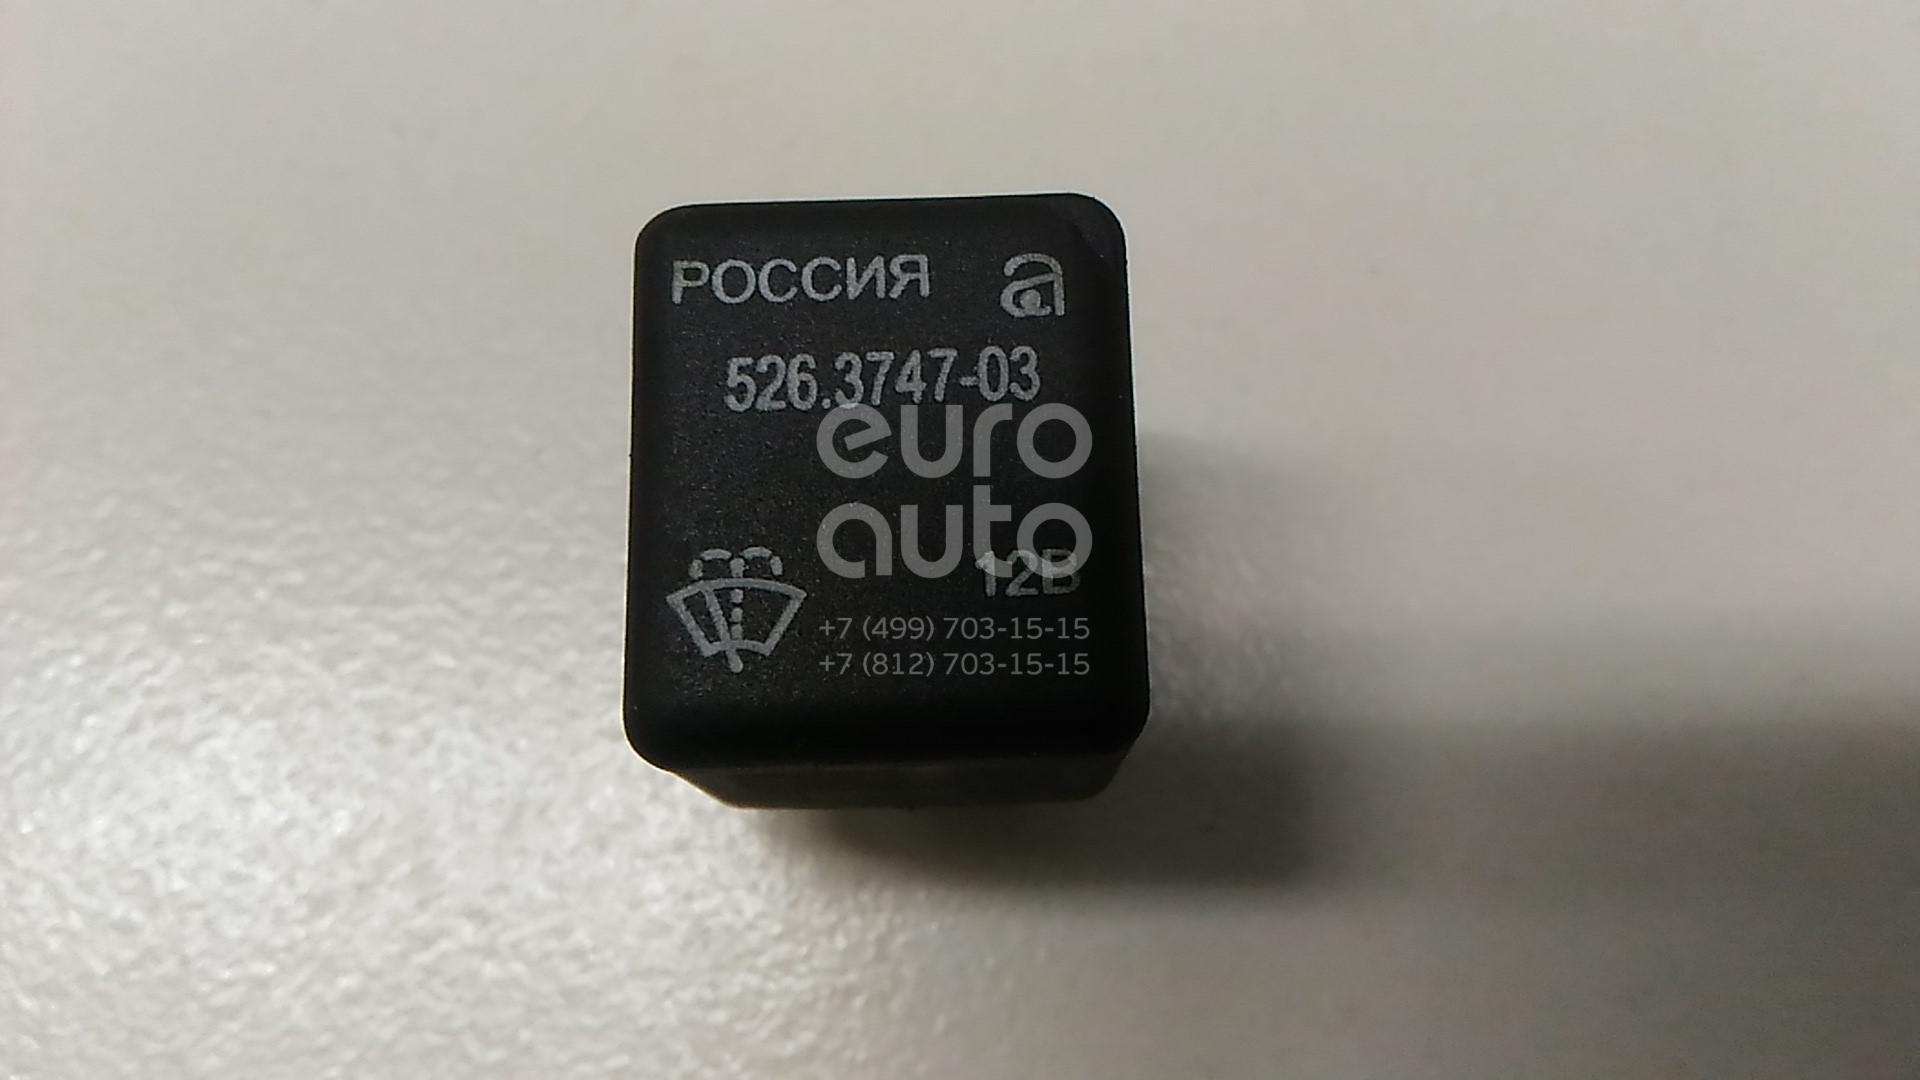 РОССИЯ a
526.3747-03
euro
auto
12В
+7 (499) 703-15-15
+7 (812) 703-15-15